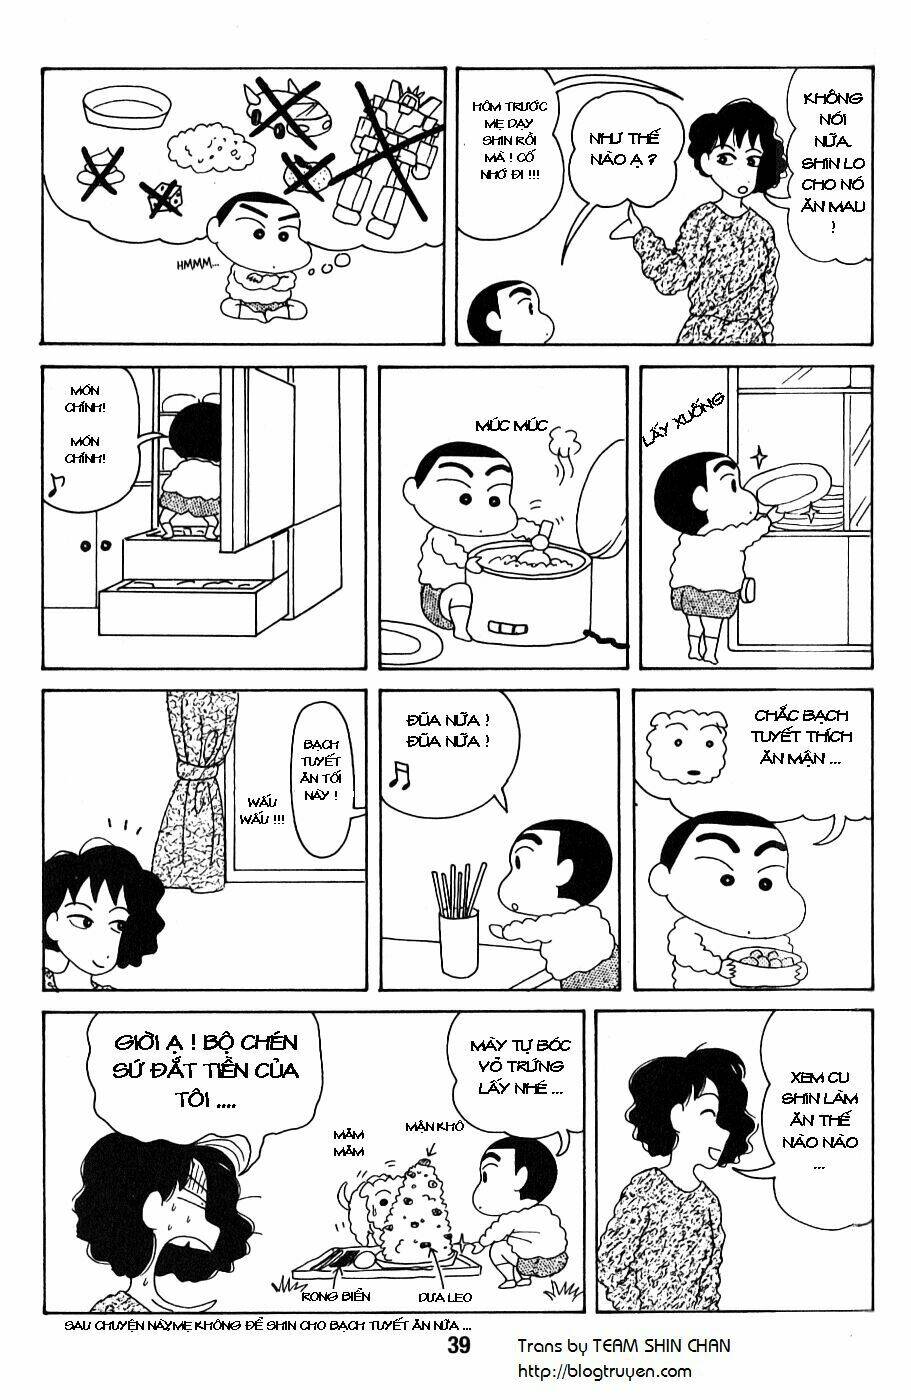 KHÔNG
NÓI
NỮA.
SHIN LO
CHO NÓ
ĂN MAU
!
NHƯ THẾ
NÀO Ạ ?
HÔM TRƯỚC
MẸ DẠY
SHIN RỒI
MÀ ! CỐ
NHỚ ĐI !!!
HMMM...
LẤY XUỐNG
MÚC MÚC
MÓN
CHÍNH!
MÓN
CHÍNH!
CHẮC BẠCH
TUYẾT THÍCH
ĂN MẬN ...
ĐŨA NỮA !
ĐŨA NỮA !
BẠCH
TUYẾT
ĂN TỐI
NÀY !
WẤU
WẤU !!!
XEM CU
SHIN LÀM
ĂN THẾ
NÀO NÀO
...
MÀY TỰ BÓC
VỎ TRỨNG
LẤY NHÉ ...
MẬN KHÔ
MĂM
MĂM
GIỜI Ạ ! BỘ CHÉN
SỨ ĐẮT TIỀN CỦA
TÔI ....
RONG BIỂN
DƯA LEO
SAU CHUYỆN NÀY,MẸ KHÔNG ĐỂ SHIN CHO BẠCH TUYẾT ĂN NỮA ...
39
Trans by TEAM SHIN CHAN
http://blogtruyen.com